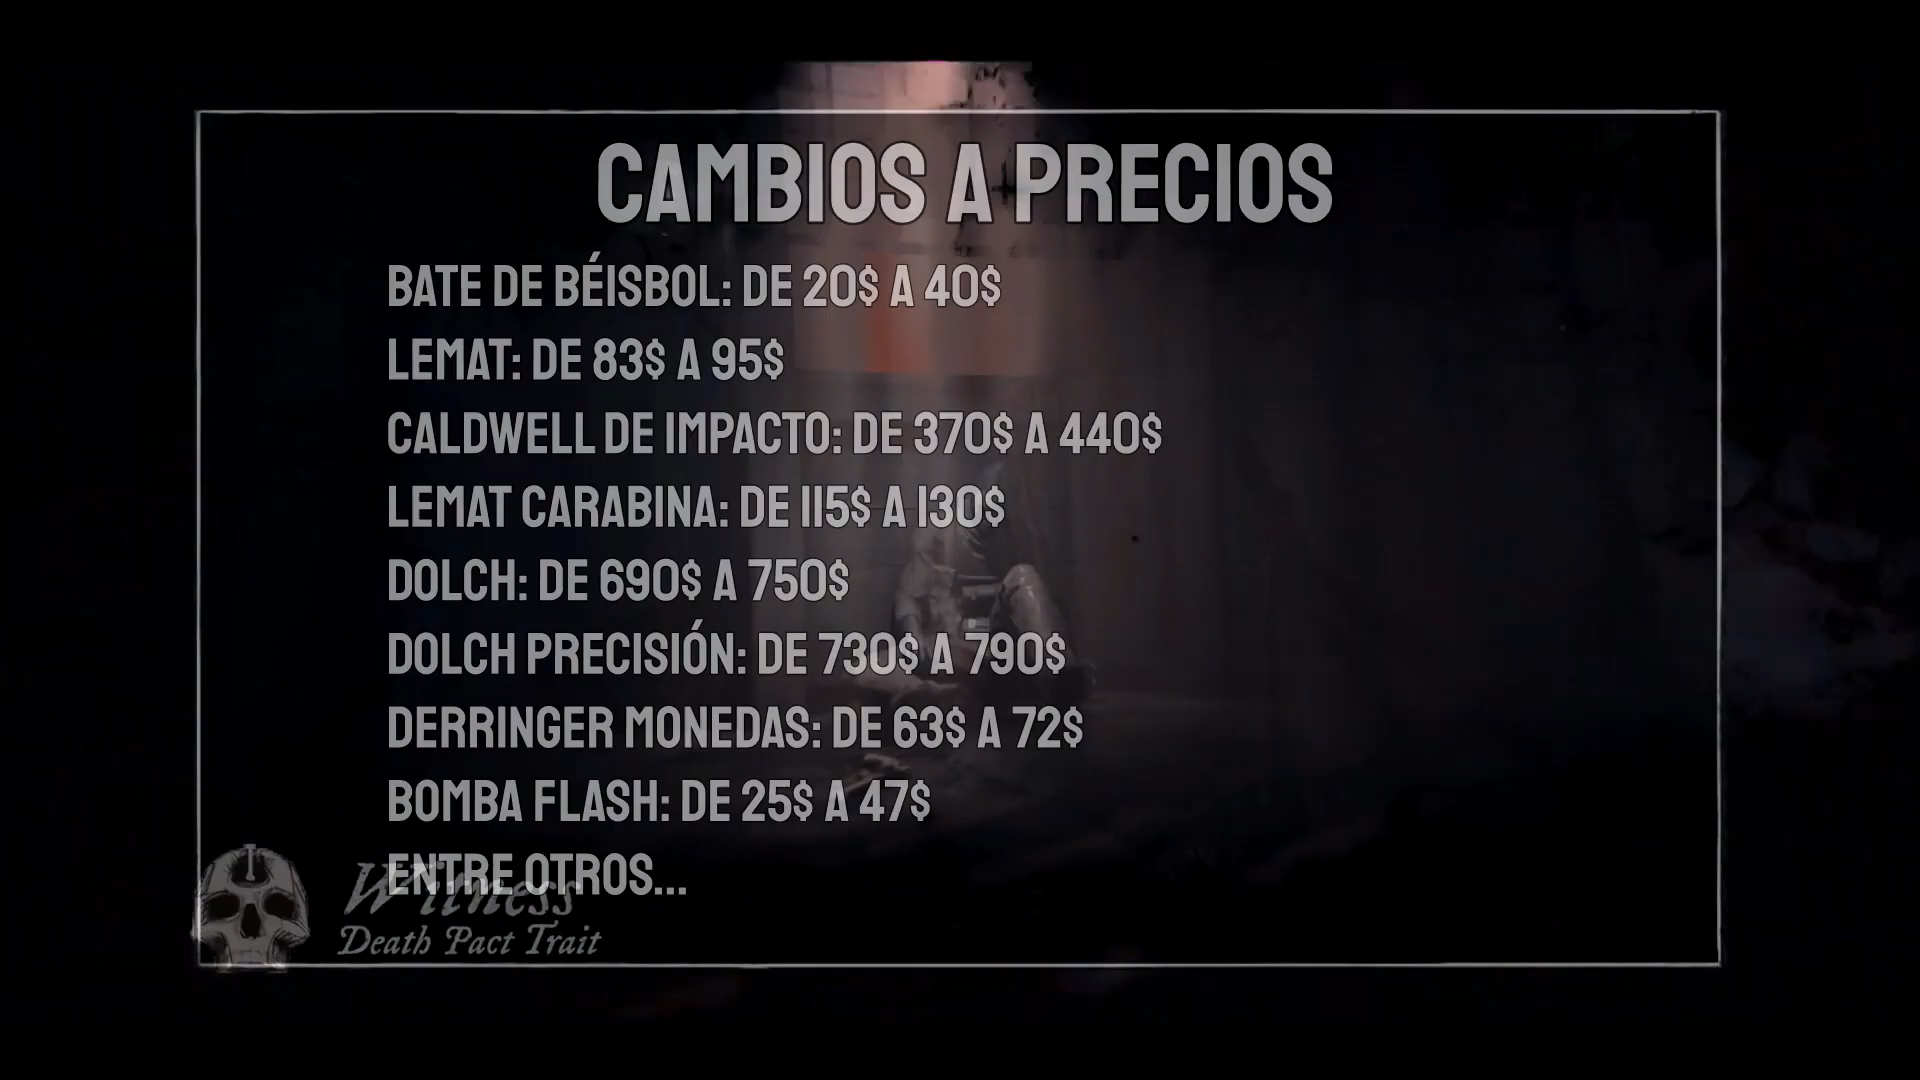 CAMBIOS A PRECIOS
BATE DE BÉISBOL: DE 20$ A 40$
LEMAT: DE 83$ A 95$
CALDWELL DE IMPACTO: DE 370$ A 440$
LEMAT CARABINA: DE 115$ A 130$
DOLCH: DE 690$ A 750$
DOLCH PRECISIÓN: DE 730$ A 790$
DERRINGER MONEDAS: DE 63$ A 72$
BOMBA FLASH: DE 25$ A 47$
ENTRE OTROS...
Witness
Death Pact Trait